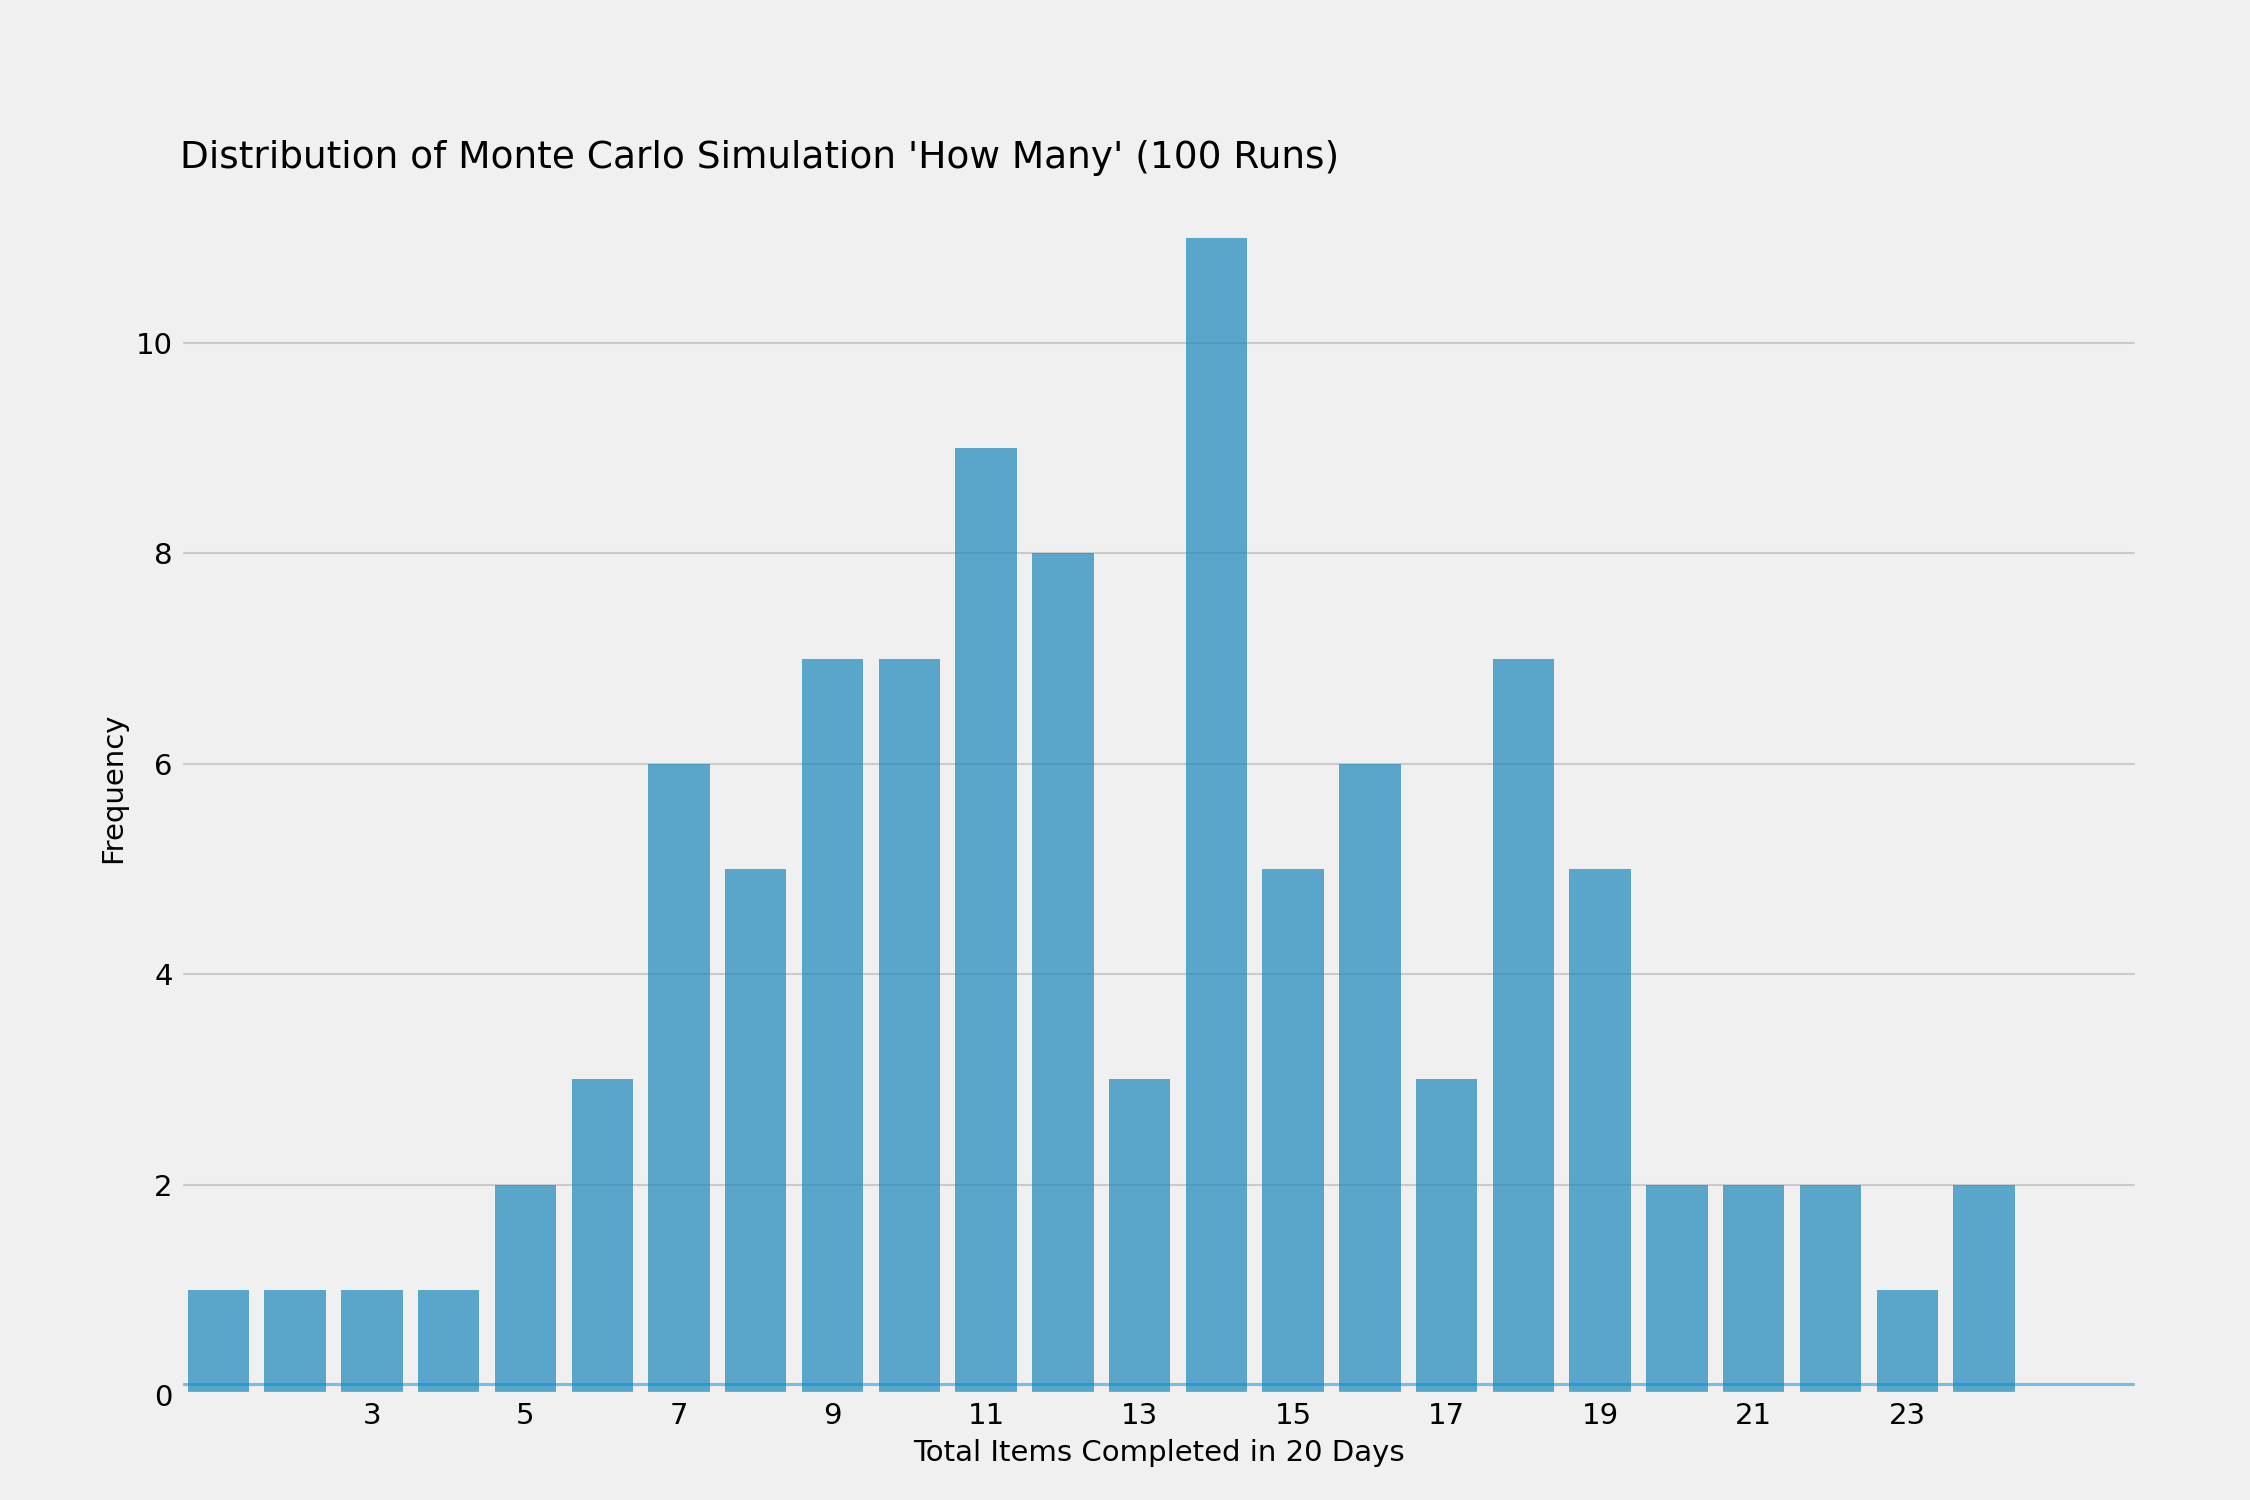 Distribution of Monte Carlo Simulation 'How Many' (100 Runs)
10
8
6
4
2
0
Frequency
3 5 7 9 11 13 15 17 19 21 23
Total Items Completed in 20 Days